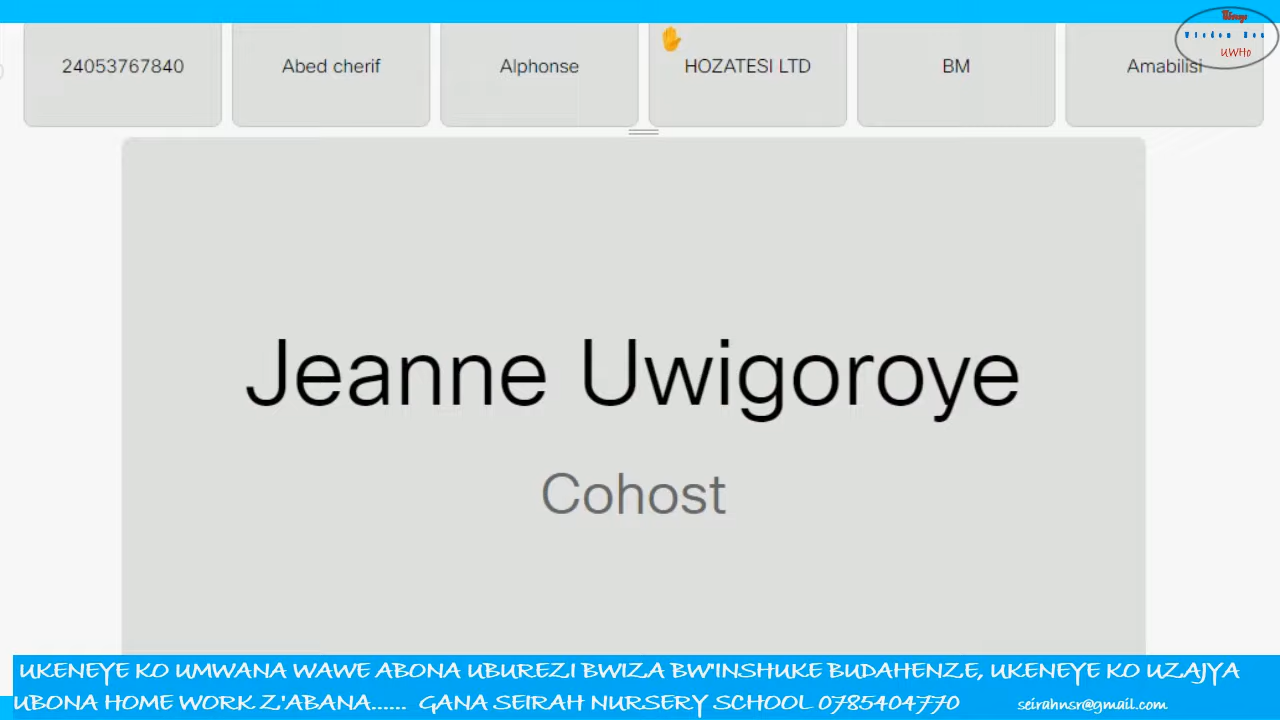 24053767840
Abed cherif
Alphonse
HOZATESI LTD
BM
Amabilisi
UWHo
Jeanne Uwigoroye
Cohost
UKENEYE KO UMWANA WAWE ABONA UBUREZI BWIZA BW"INSHUKE BUDAHENZE, UKENEYE KO UZAJYA
UBONA HOME WORK Z'ABANA...... GANA SEIRAH NURSERY SCHOOL 0785404770 seirahnsr@gmail.com